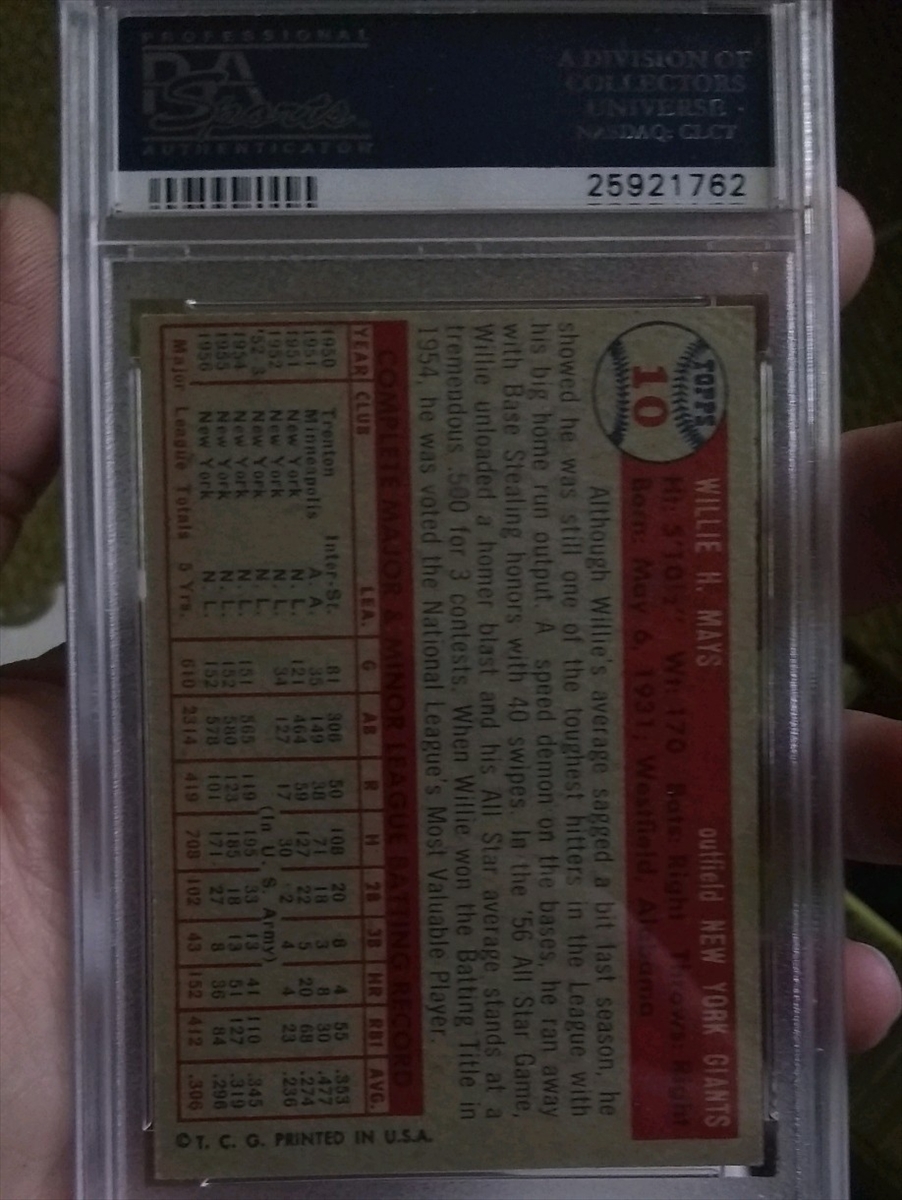 PROFESSIONAL
PSA
Sports
AUTHENTICATOR
A DIVISION OF
COLLECTORS
UNIVERSE -
NASDAQ: CLCT
25921762
TOPPS
10
WILLIE H. MAYS outfield NEW YORK GIANTS
Ht: 5'10½" Wt: 170 Bats: Right Throws: Right
Born: May 6, 1931, Westfield, Alabama
Although Willie's average sagged a bit last season, he
showed he was still one of the toughest hitters in the League with
his big home run output. A speed demon on the bases, he ran away
with Base Stealing honors with 40 swipes. In the '56 All Star Game,
Willie unloaded a homer blast and his All Star average stands at a
tremendous .500 for 3 contests. When Willie won the Batting Title in
1954, he was voted the National League's Most Valuable Player.
COMPLETE MAJOR & MINOR LEAGUE BATTING RECORD
YEAR CLUB LEA. G AB R H 2B 3B HR RBI AVG.
1950 Trenton Inter-St. 81 306 50 108 20 8 4 55 .353
1951 Minneapolis A. A. 35 149 38 71 18 3 8 30 .477
1951 New York N. L. 121 464 59 127 22 5 20 68 .274
1952 New York N. L. 34 127 17 30 2 4 4 23 .236
'52-3 New York N. L. (In U. S. Army)
1954 New York N. L. 151 565 119 195 33 13 41 110 .345
1955 New York N. L. 152 580 123 185 18 13 51 127 .319
1956 New York N. L. 152 578 101 171 27 8 36 84 .296
Major League Totals 5 Yrs. 610 2314 419 708 102 43 152 412 .306
© T. C. G. PRINTED IN U.S.A.